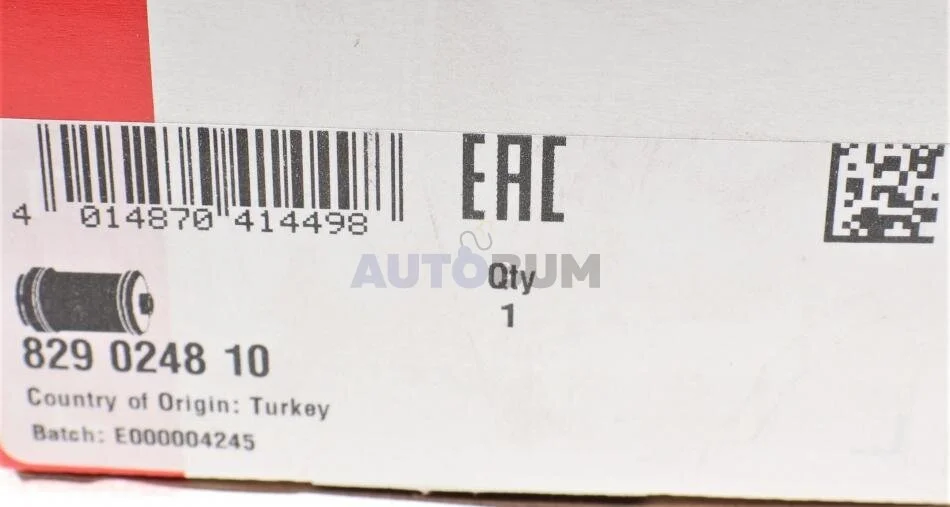 4 014870 414498
EAC
AUTORUM
Qty
1
829 0248 10
Country of Origin: Turkey
Batch: E000004245